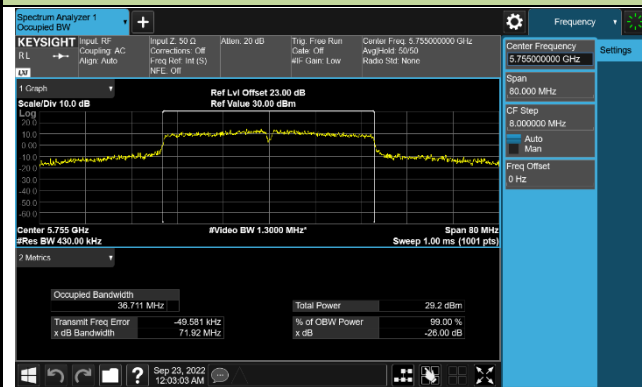 Spectrum Analyzer 1
Occupied BW
Frequency
KEYSIGHT
RL
LXI
Input: RF
Coupling: AC
Align: Auto
Input Z: 50 Ω
Corrections: Off
Freq Ref: Int (S)
NFE: Off
Atten: 20 dB
Trig: Free Run
Gate: Off
#IF Gain: Low
Center Freq: 5.755000000 GHz
Avg|Hold: 50/50
Radio Std: None
Center Frequency
5.755000000 GHz
Settings
Span
80.000 MHz
CF Step
8.000000 MHz
Auto
Man
Freq Offset
0 Hz
1 Graph
Scale/Div 10.0 dB
Ref Lvl Offset 23.00 dB
Ref Value 30.00 dBm
Log
20.0
10.0
0.00
-10.0
-20.0
-30.0
-40.0
-50.0
-60.0
Center 5.755 GHz
#Res BW 430.00 kHz
#Video BW 1.3000 MHz*
Span 80 MHz
Sweep 1.00 ms (1001 pts)
2 Metrics
Occupied Bandwidth
36.711 MHz
Total Power 29.2 dBm
Transmit Freq Error -49.581 kHz
% of OBW Power 99.00 %
x dB Bandwidth 71.92 MHz
x dB -26.00 dB
Sep 23, 2022
12:03:03 AM